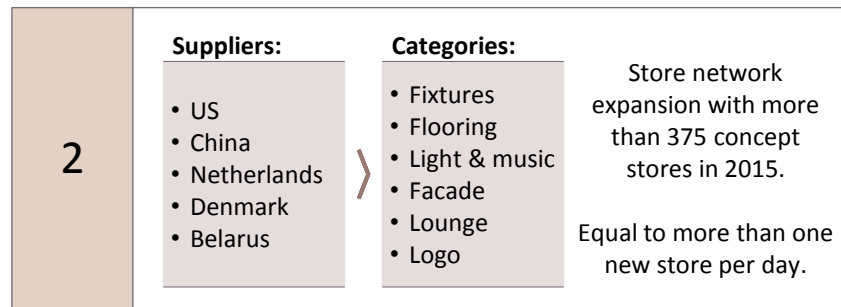 2
Suppliers:
• US
• China
• Netherlands
• Denmark
• Belarus
Categories:
• Fixtures
• Flooring
• Light & music
• Facade
• Lounge
• Logo
Store network
expansion with more
than 375 concept
stores in 2015.
Equal to more than one
new store per day.